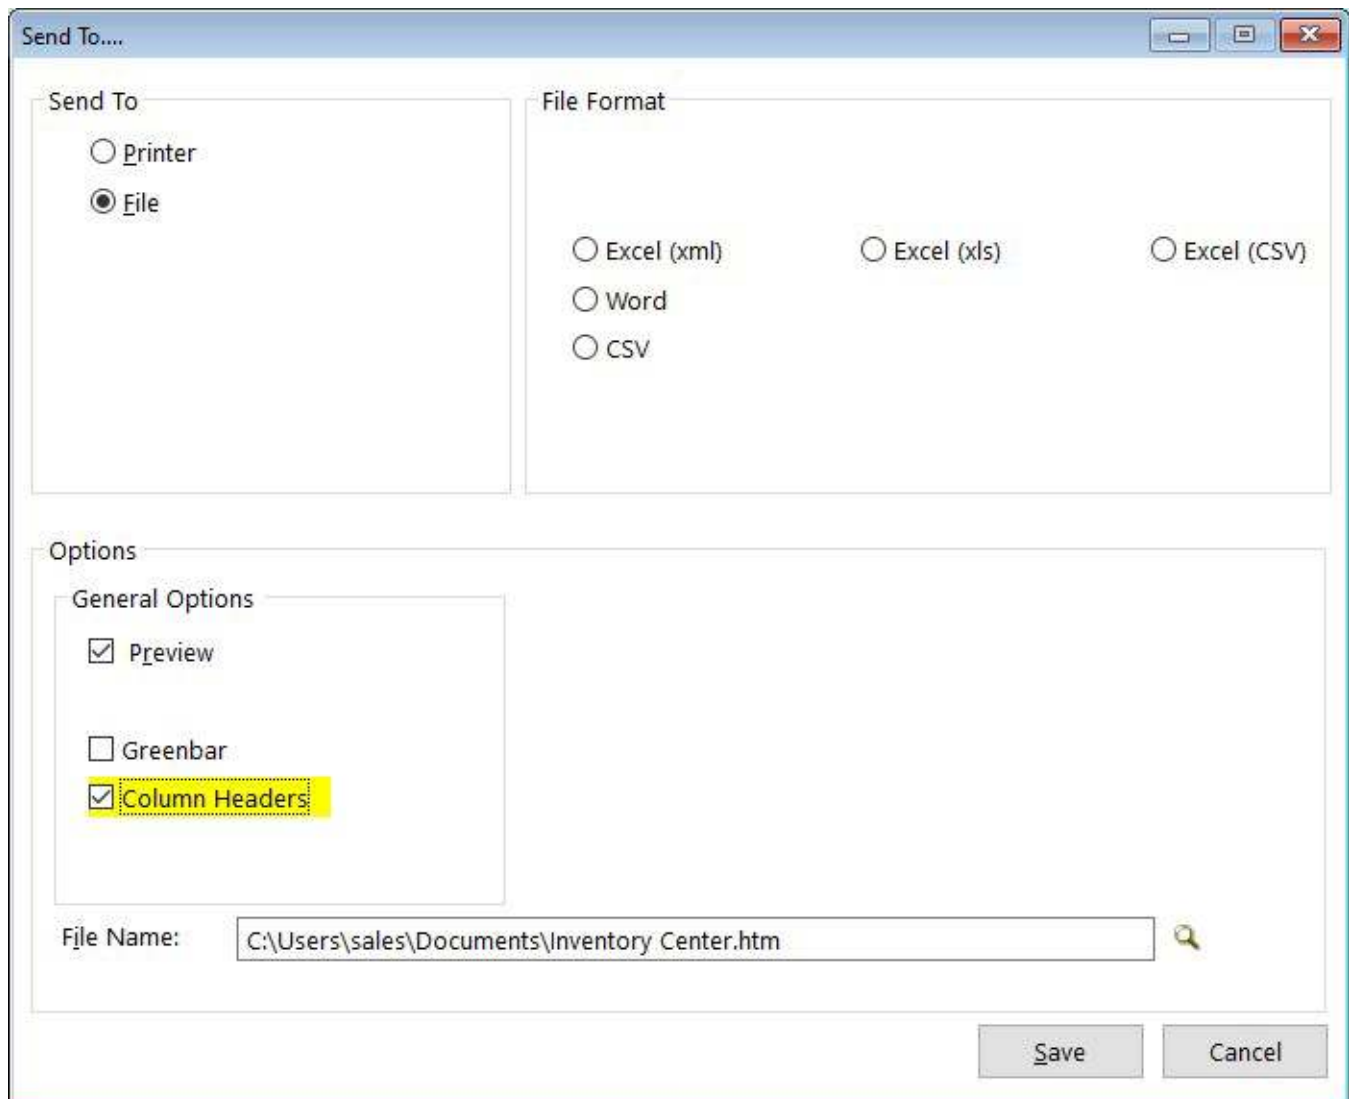 Send To....
Send To
Printer
File
File Format
Excel (xml) Excel (xls) Excel (CSV)
Word
CSV
Options
General Options
Preview
Greenbar
Column Headers
File Name: C:\Users\sales\Documents\Inventory Center.htm
Save Cancel